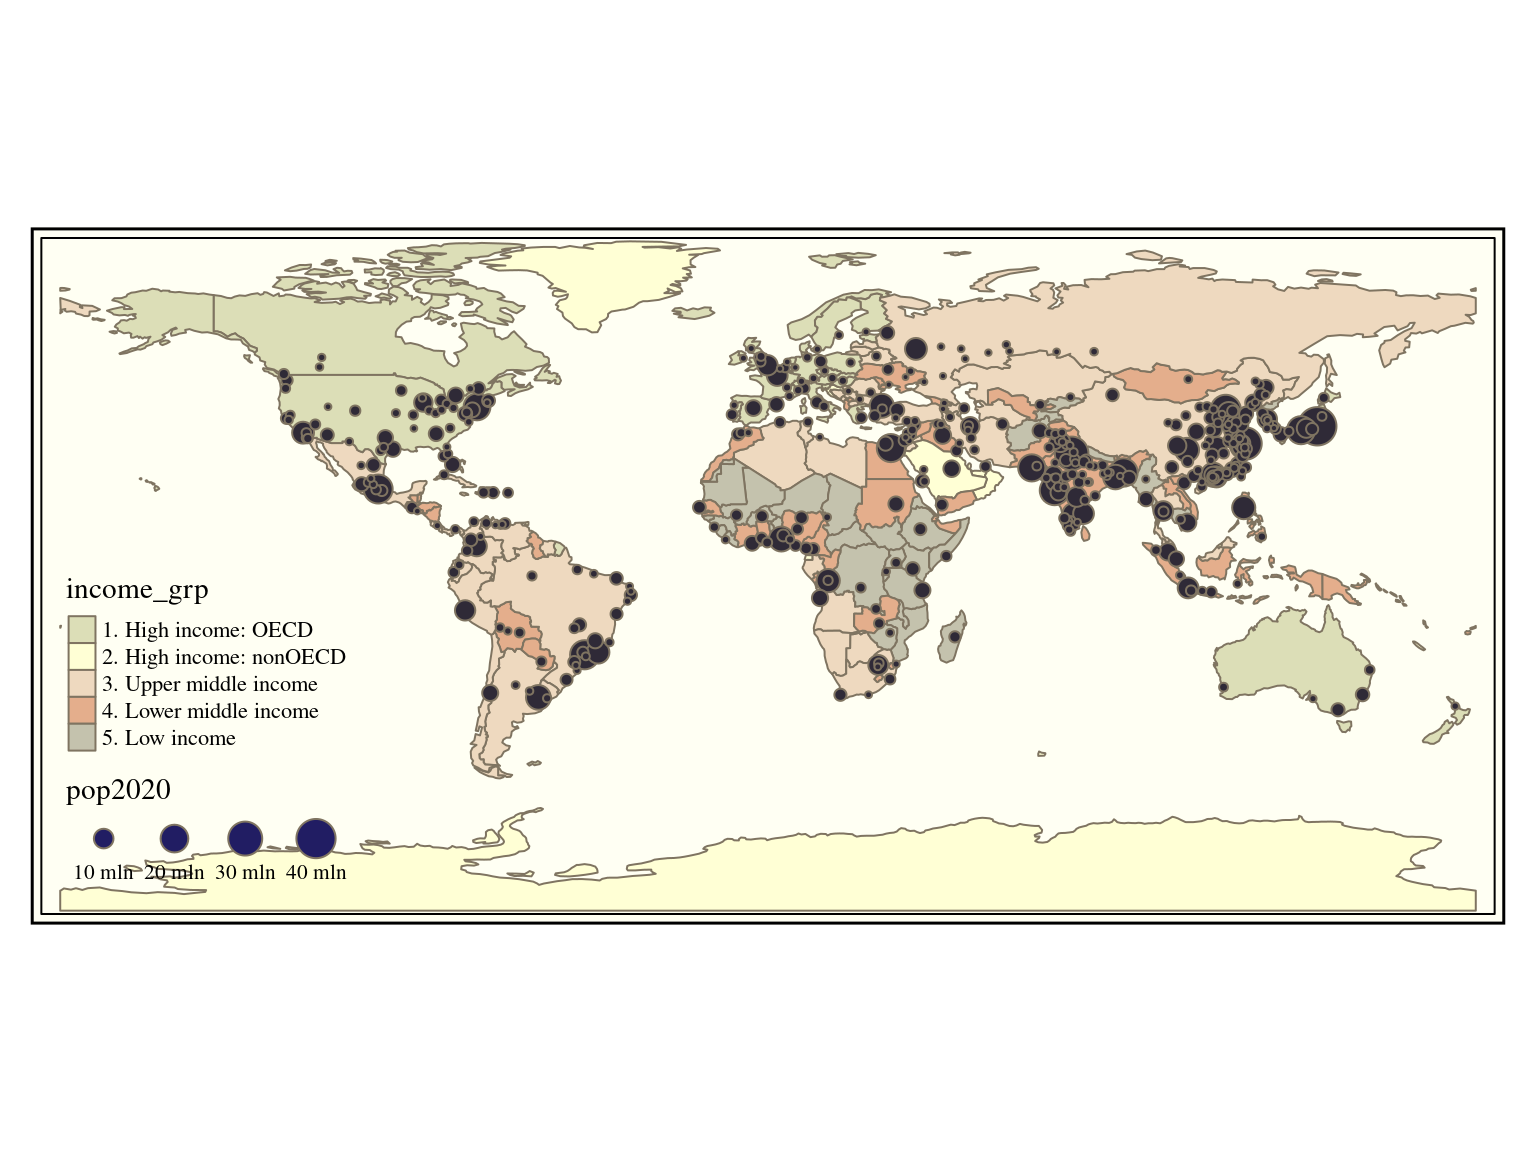 income_grp
1. High income: OECD
2. High income: nonOECD
3. Upper middle income
4. Lower middle income
5. Low income
pop2020
10 mln 20 mln 30 mln 40 mln